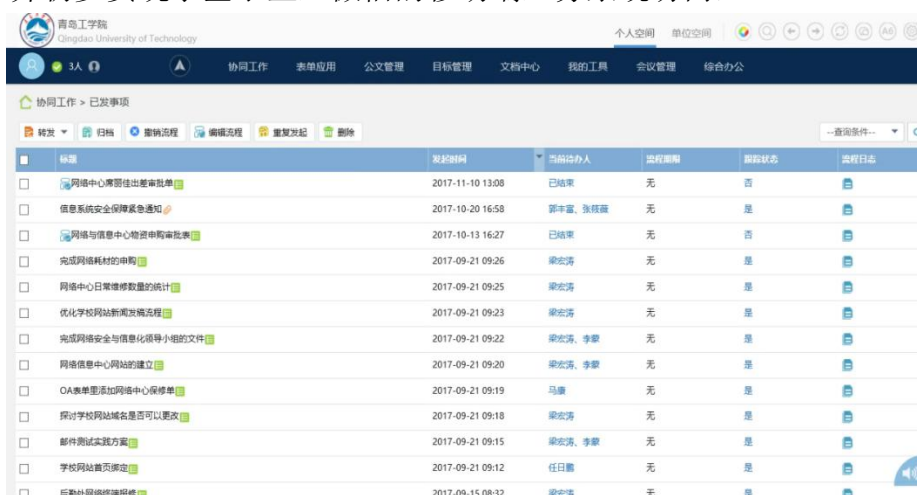 青岛工学院
Qingdao University of Technology
个人空间 单位空间
3人 协同工作 表单应用 公文管理 目标管理 文档中心 我的工具 会议管理 综合办公
协同工作 > 已发事项
转发 归档 撤销流程 编辑流程 重复发起 删除 --查询条件--
标题 发起时间 当前待办人 流程期限 跟踪状态 流程日志
网络中心席丽佳出差审批单 2017-11-10 13:08 已结束 无 否
信息系统安全保障紧急通知 2017-10-20 16:58 郭丰富、张筱薇 无 是
网络与信息中心物资申购审批表 2017-10-13 16:27 已结束 无 否
完成网络耗材的申购 2017-09-21 09:26 梁宏涛 无 是
网络中心日常维修数量的统计 2017-09-21 09:25 梁宏涛 无 是
优化学校网站新闻发稿流程 2017-09-21 09:23 梁宏涛 无 是
完成网络安全与信息化领导小组的文件 2017-09-21 09:22 梁宏涛、李蒙 无 是
网络信息中心网站的建立 2017-09-21 09:20 梁宏涛、李蒙 无 是
OA表单里添加网络中心保修单 2017-09-21 09:19 马康 无 是
探讨学校网站域名是否可以更改 2017-09-21 09:18 梁宏涛 无 是
邮件测试实践方案 2017-09-21 09:15 梁宏涛、李蒙 无 是
学校网站首页绑定 2017-09-21 09:12 任日鹏 无 是
后勤处网络终端报修 2017-09-15 08:32 梁宏涛 无 是